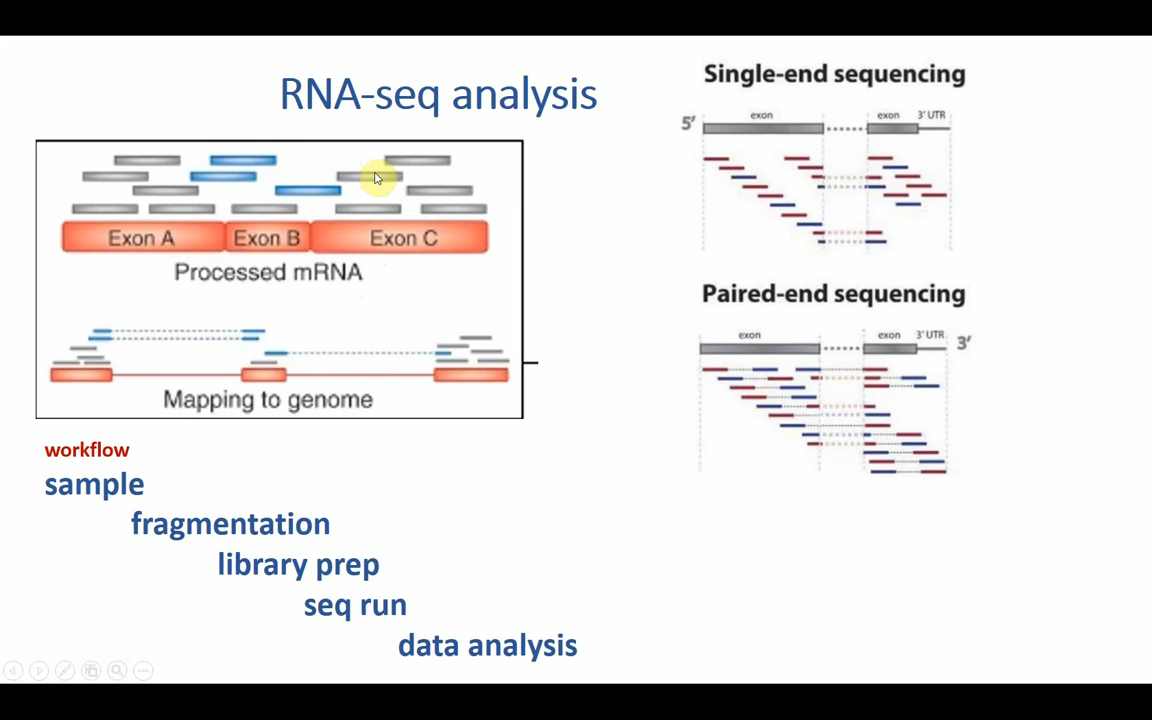 RNA-seq analysis
Exon A Exon B Exon C
Processed mRNA
Mapping to genome
workflow
sample
fragmentation
library prep
seq run
data analysis
Single-end sequencing
5’ exon exon 3’ UTR
Paired-end sequencing
exon exon 3’ UTR 3’